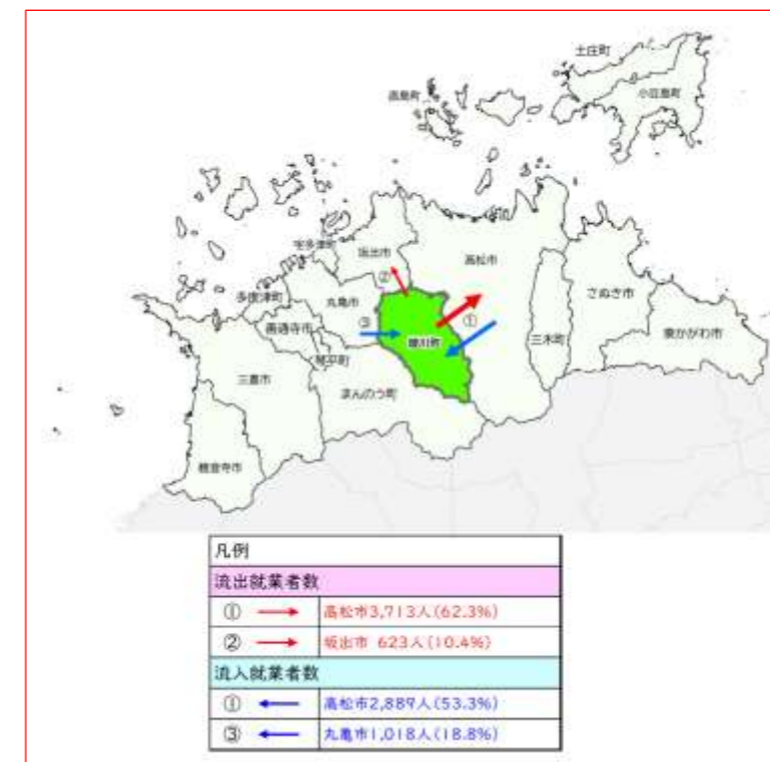 土庄町
小豆島町
直島町
宇多津町
坂出市
高松市
②
さぬき市
多度津町
丸亀市
①
善通寺市
③
綾川町
三木町
東かがわ市
琴平町
三豊市
まんのう町
観音寺市
凡例
流出就業者数
① 高松市3,713人(62.3%)
② 坂出市 623人(10.4%)
流入就業者数
① 高松市2,889人(53.3%)
③ 丸亀市1,018人(18.8%)